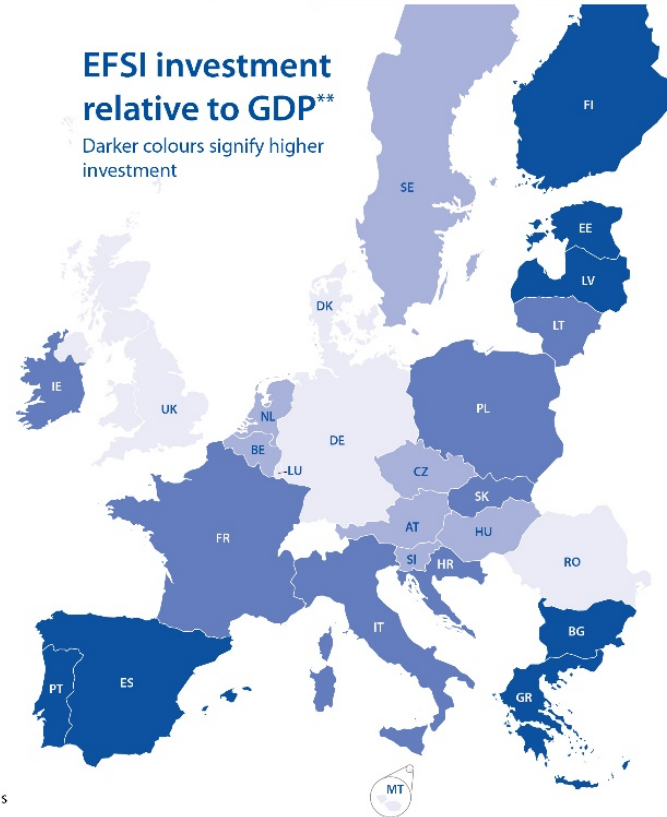 EFSI investment
relative to GDP**
Darker colours signify higher
investment
FI
SE
EE
LV
LT
DK
IE
UK
NL
PL
DE
BE
LU
CZ
SK
FR
AT
HU
SI
HR
RO
IT
BG
ES
PT
GR
MT
s